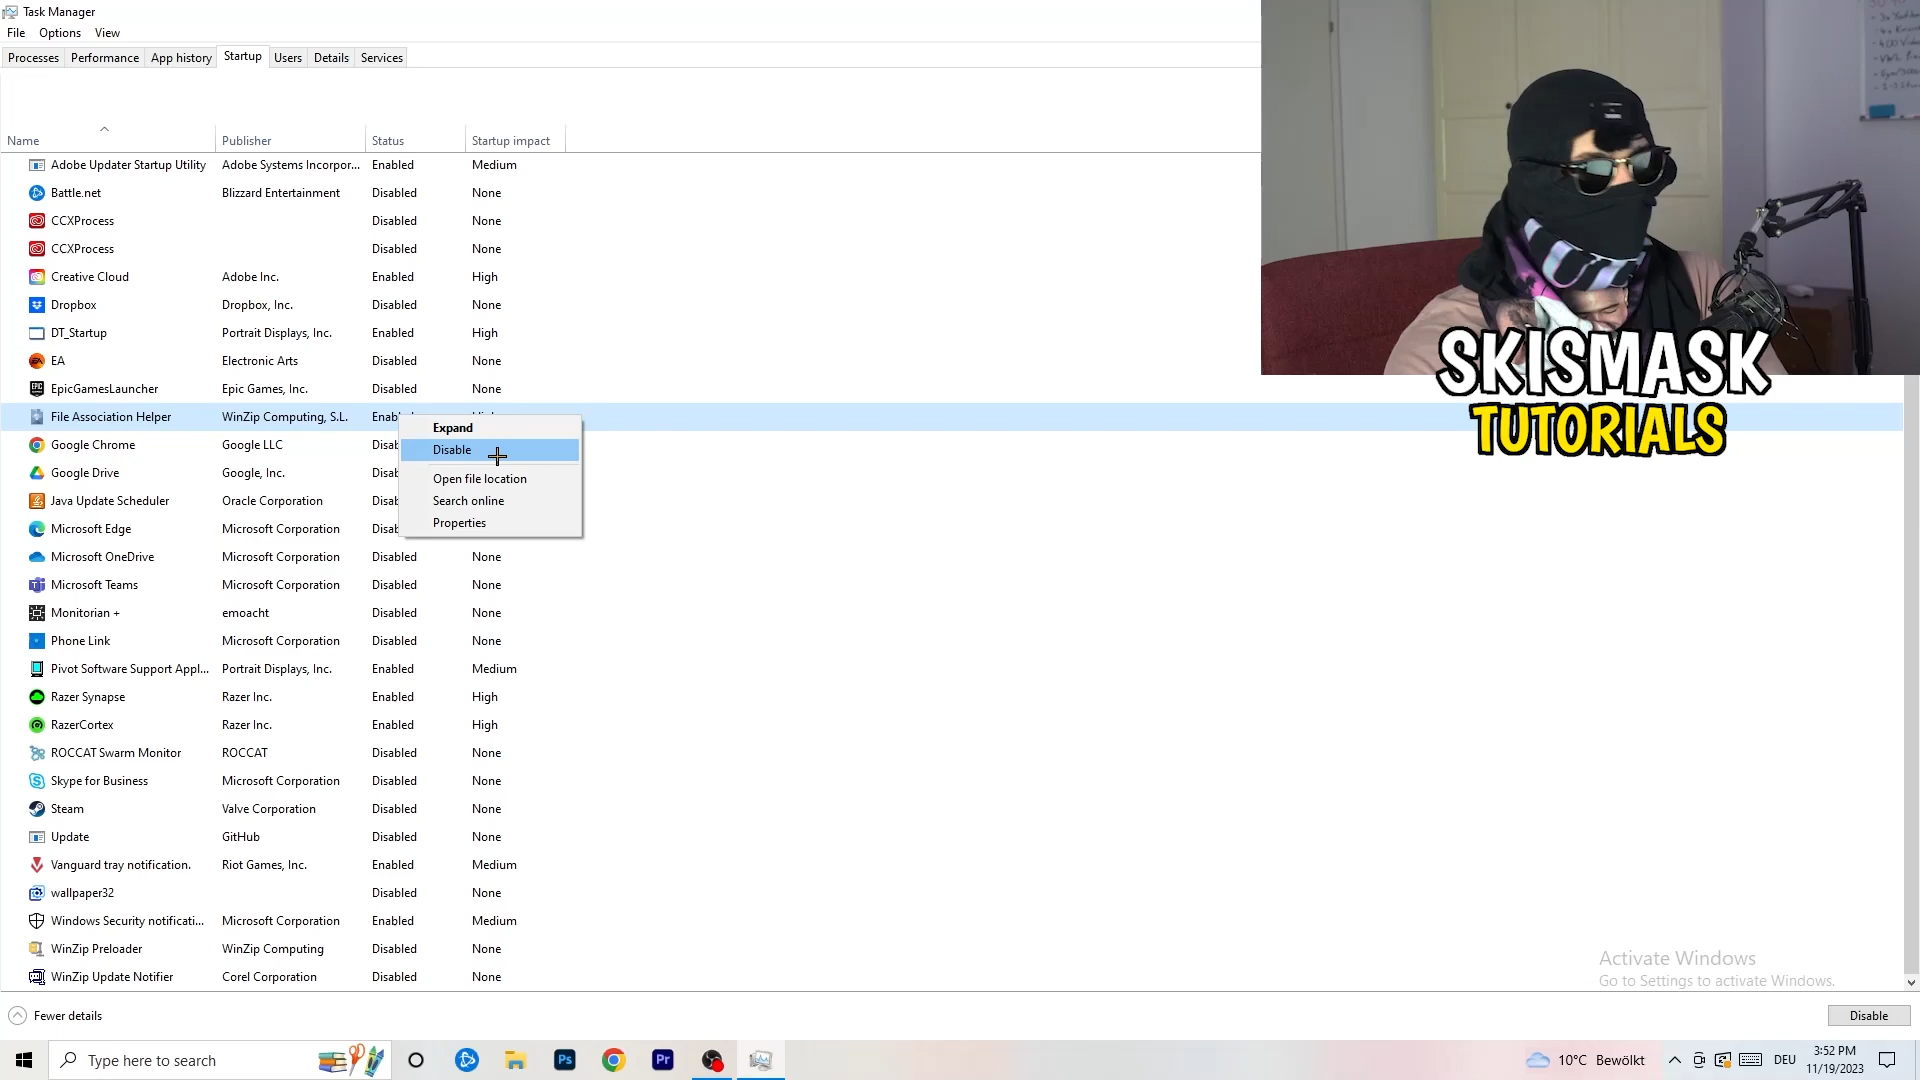 Task Manager
File Options View
Processes Performance App history Startup Users Details Services
Name Publisher Status Startup impact
Adobe Updater Startup Utility Adobe Systems Incorpor... Enabled Medium
Battle.net Blizzard Entertainment Disabled None
CCXProcess Disabled None
CCXProcess Disabled None
Creative Cloud Adobe Inc. Enabled High
Dropbox Dropbox, Inc. Disabled None
DT_Startup Portrait Displays, Inc. Enabled High
EA Electronic Arts Disabled None
EpicGamesLauncher Epic Games, Inc. Disabled None
File Association Helper WinZip Computing, S.L.
Google Chrome Google LLC
Google Drive Google, Inc.
Java Update Scheduler Oracle Corporation
Microsoft Edge Microsoft Corporation
Expand
Disable
Open file location
Search online
Properties
Microsoft OneDrive Microsoft Corporation Disabled None
Microsoft Teams Microsoft Corporation Disabled None
Monitorian + emoacht Disabled None
Phone Link Microsoft Corporation Disabled None
Pivot Software Support Appl... Portrait Displays, Inc. Enabled Medium
Razer Synapse Razer Inc. Enabled High
RazerCortex Razer Inc. Enabled High
ROCCAT Swarm Monitor ROCCAT Disabled None
Skype for Business Microsoft Corporation Disabled None
Steam Valve Corporation Disabled None
Update GitHub Disabled None
Vanguard tray notification. Riot Games, Inc. Enabled Medium
wallpaper32 Disabled None
Windows Security notificati... Microsoft Corporation Enabled Medium
WinZip Preloader WinZip Computing Disabled None
WinZip Update Notifier Corel Corporation Disabled None
SKISMASK
TUTORIALS
Activate Windows
Go to Settings to activate Windows.
Fewer details
Disable
Type here to search
Ps
Pr
10°C Bewölkt
DEU
3:52 PM
11/19/2023